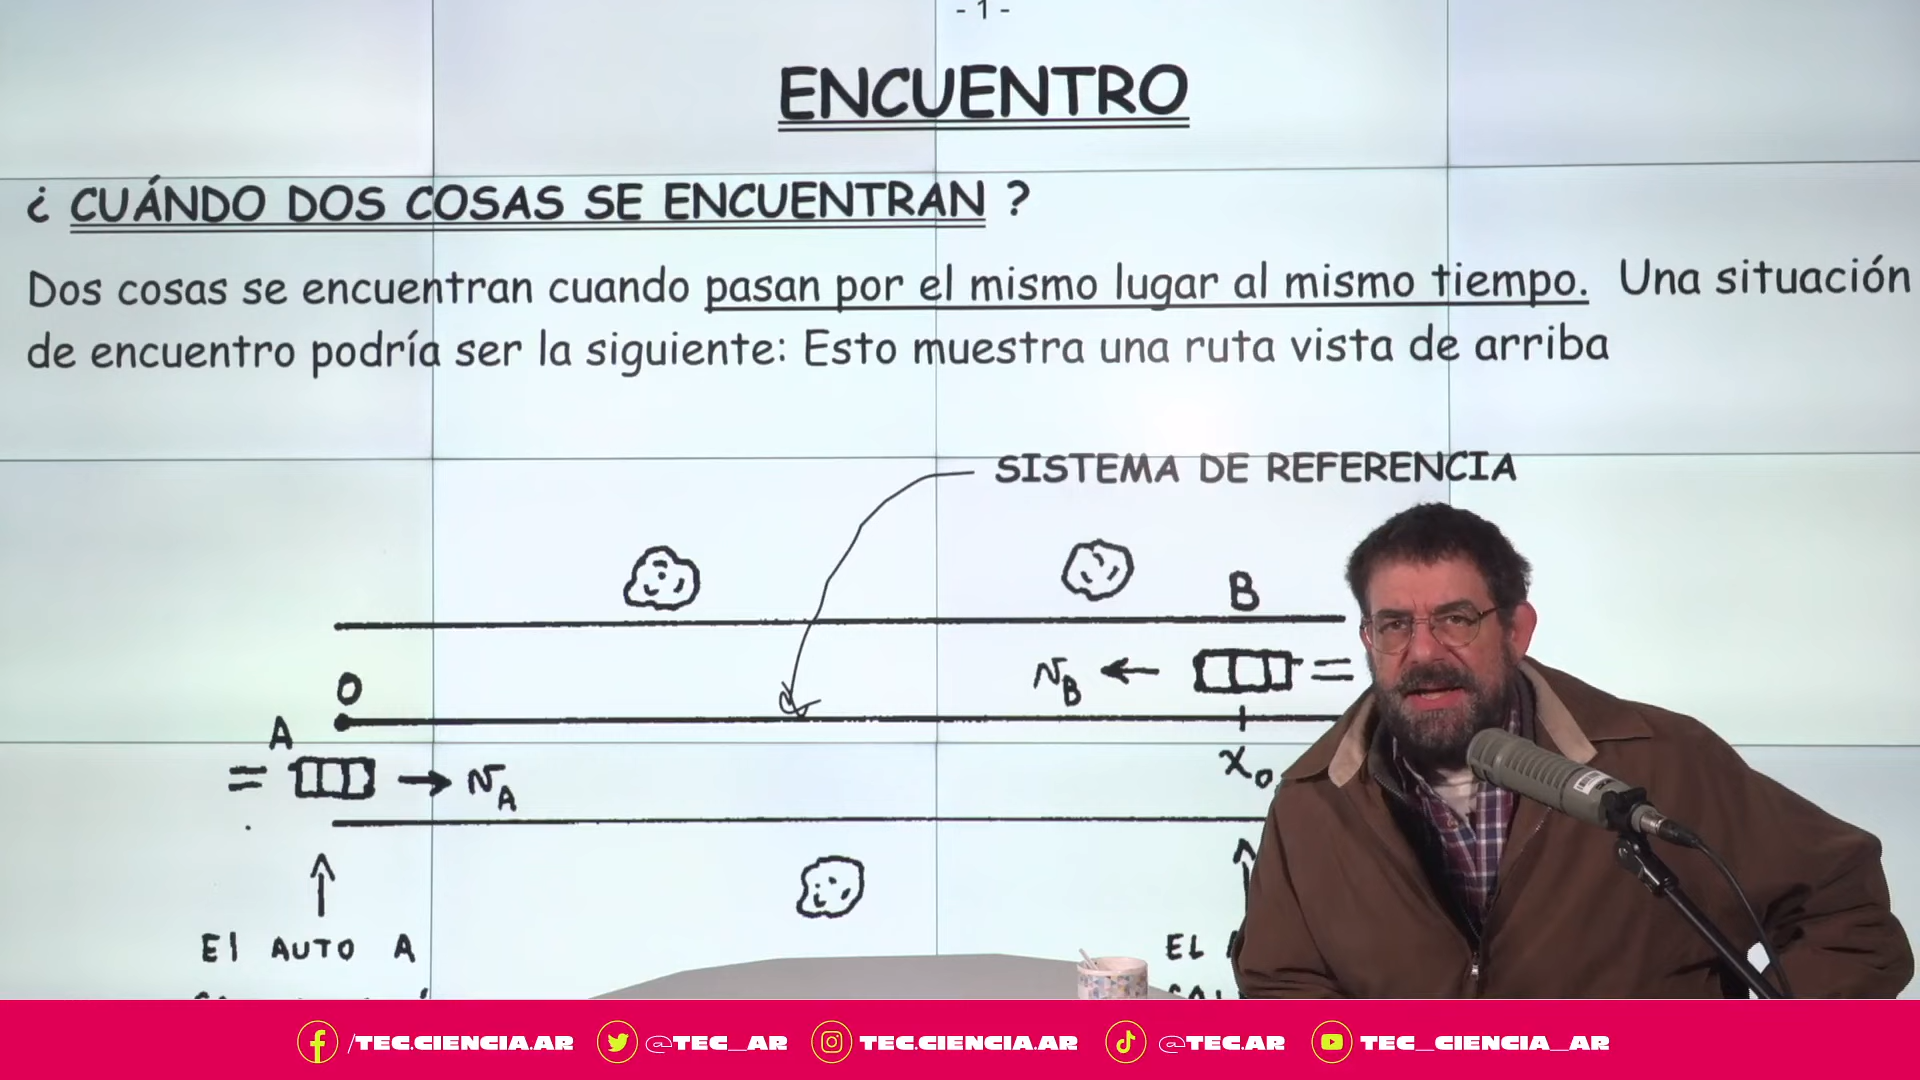 - 1 -
ENCUENTRO
¿ CUÁNDO DOS COSAS SE ENCUENTRAN ?
Dos cosas se encuentran cuando pasan por el mismo lugar al mismo tiempo. Una situación
de encuentro podría ser la siguiente: Esto muestra una ruta vista de arriba
SISTEMA DE REFERENCIA
B
VB
O
A
VA
X0
El AUTO A
EL
/TEC.CIENCIA.AR @TEC_AR TEC.CIENCIA.AR @TEC.AR TEC_CIENCIA_AR